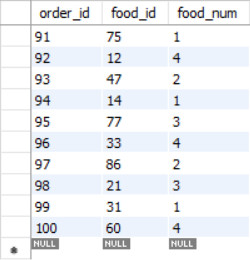 order_id food_id food_num
91 75 1
92 12 4
93 47 2
94 14 1
95 77 3
96 33 4
97 86 2
98 21 3
99 31 1
100 60 4
NULL NULL NULL